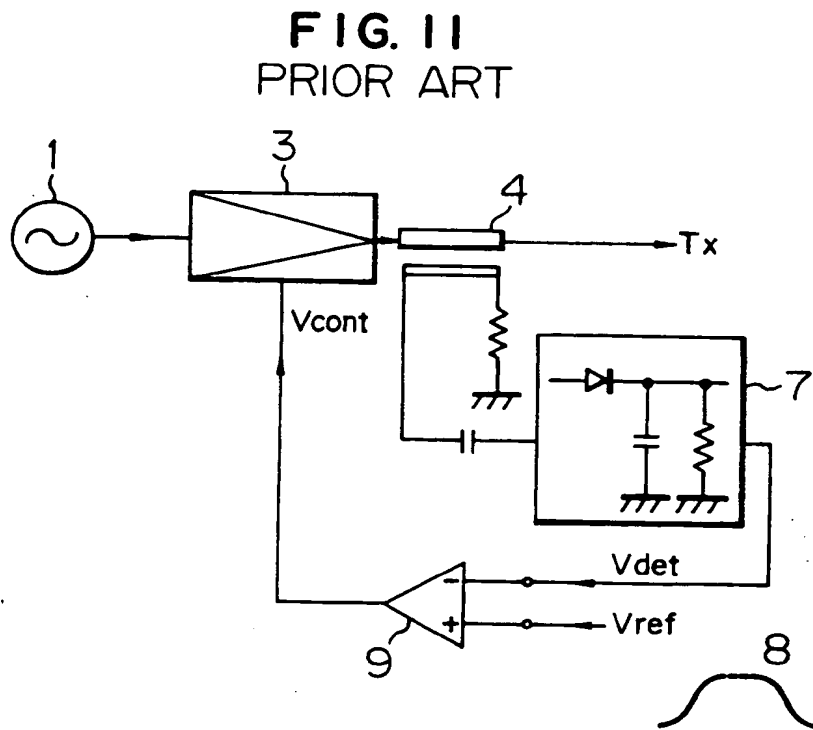 FIG. 11
PRIOR ART
1
3
4
Tx
Vcont
7
Vdet
-
+
Vref
9
8